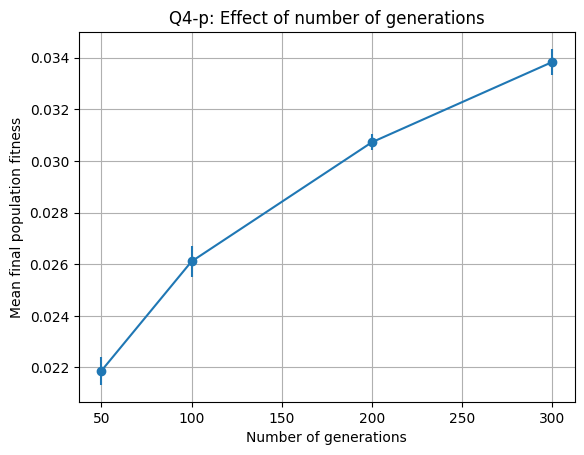 Q4-p: Effect of number of generations
Mean final population fitness
0.034
0.032
0.030
0.028
0.026
0.024
0.022
50 100 150 200 250 300
Number of generations